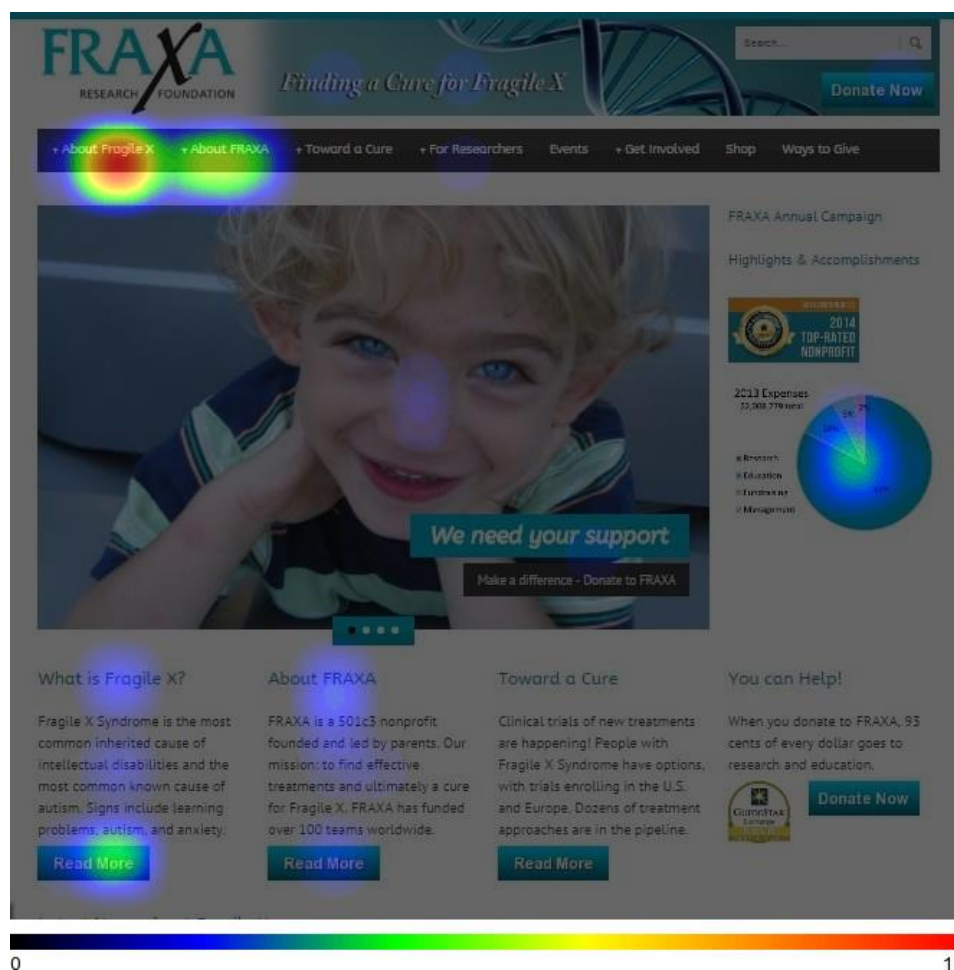 FRAXA
RESEARCH FOUNDATION
Finding a Cure for Fragile X
Search...
Donate Now
+ About Fragile X + About FRAXA + Toward a Cure + For Researchers Events + Get Involved Shop Ways to Give
FRAXA Annual Campaign
Highlights & Accomplishments
2014
TOP-RATED
NONPROFIT
2013 Expenses
total
5%
2%
Research
Education
Fundraising
Management
We need your support
Make a difference - Donate to FRAXA
What is Fragile X?
Fragile X Syndrome is the most
common inherited cause of
intellectual disabilities and the
most common known cause of
autism. Signs include learning
problems, autism, and anxiety.
Read More
About FRAXA
FRAXA is a 501c3 nonprofit
founded and led by parents. Our
mission: to find effective
treatments and ultimately a cure
for Fragile X. FRAXA has funded
over 100 teams worldwide.
Read More
Toward a Cure
Clinical trials of new treatments
are happening! People with
Fragile X Syndrome have options,
with trials enrolling in the U.S.
and Europe. Dozens of treatment
approaches are in the pipeline.
Read More
You can Help!
When you donate to FRAXA, 93
cents of every dollar goes to
research and education.
GUIDESTAR
Exchange
Donate Now
0 1